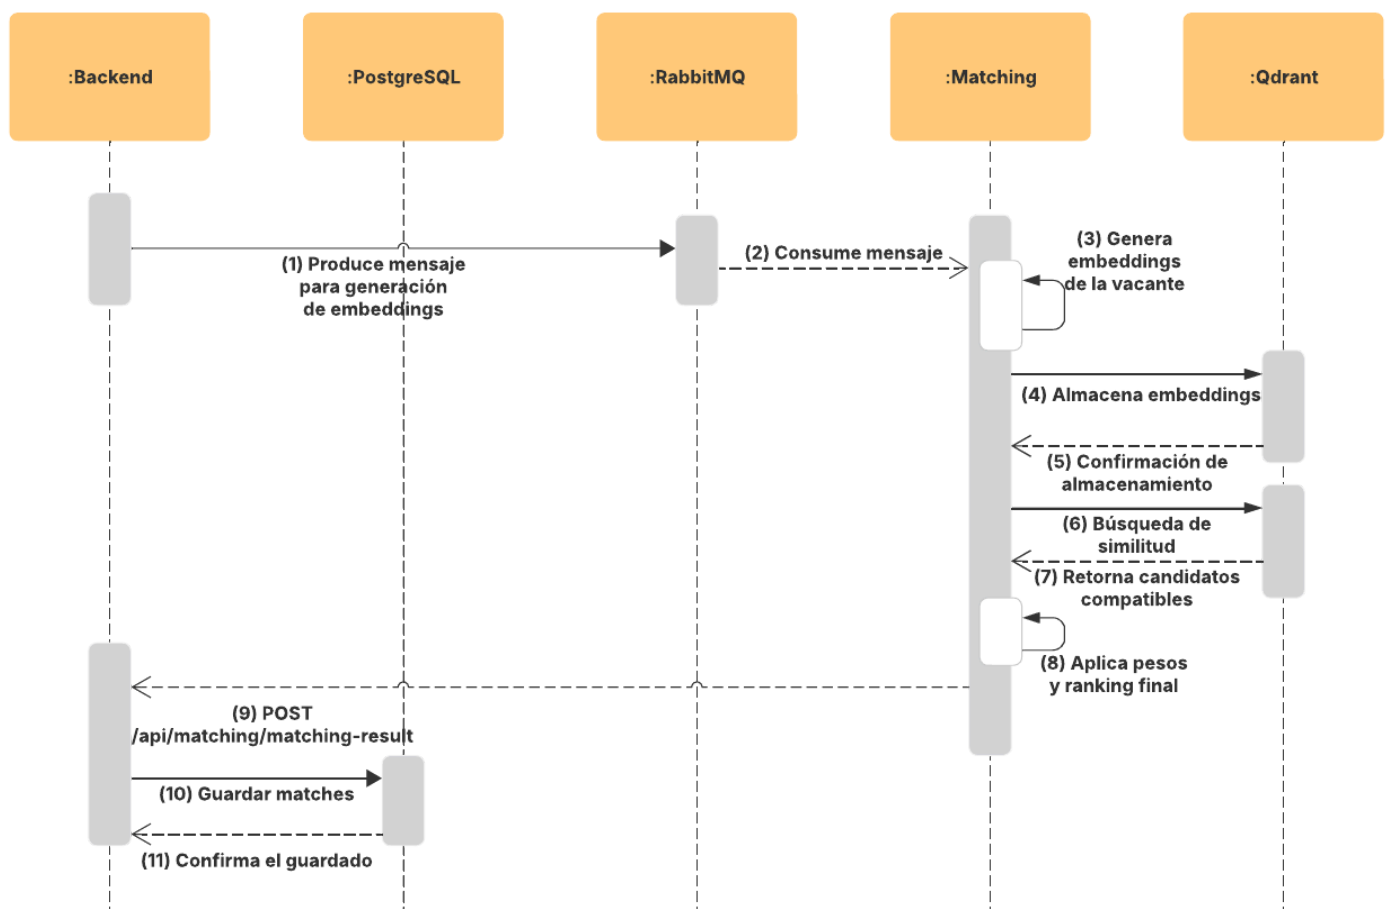 :Backend
:PostgreSQL
:RabbitMQ
:Matching
:Qdrant
(1) Produce mensaje
para generación
de embeddings
(2) Consume mensaje
(3) Genera
embeddings
de la vacante
(4) Almacena embeddings
(5) Confirmación de
almacenamiento
(6) Búsqueda de
similitud
(7) Retorna candidatos
compatibles
(8) Aplica pesos
y ranking final
(9) POST
/api/matching/matching-result
(10) Guardar matches
(11) Confirma el guardado